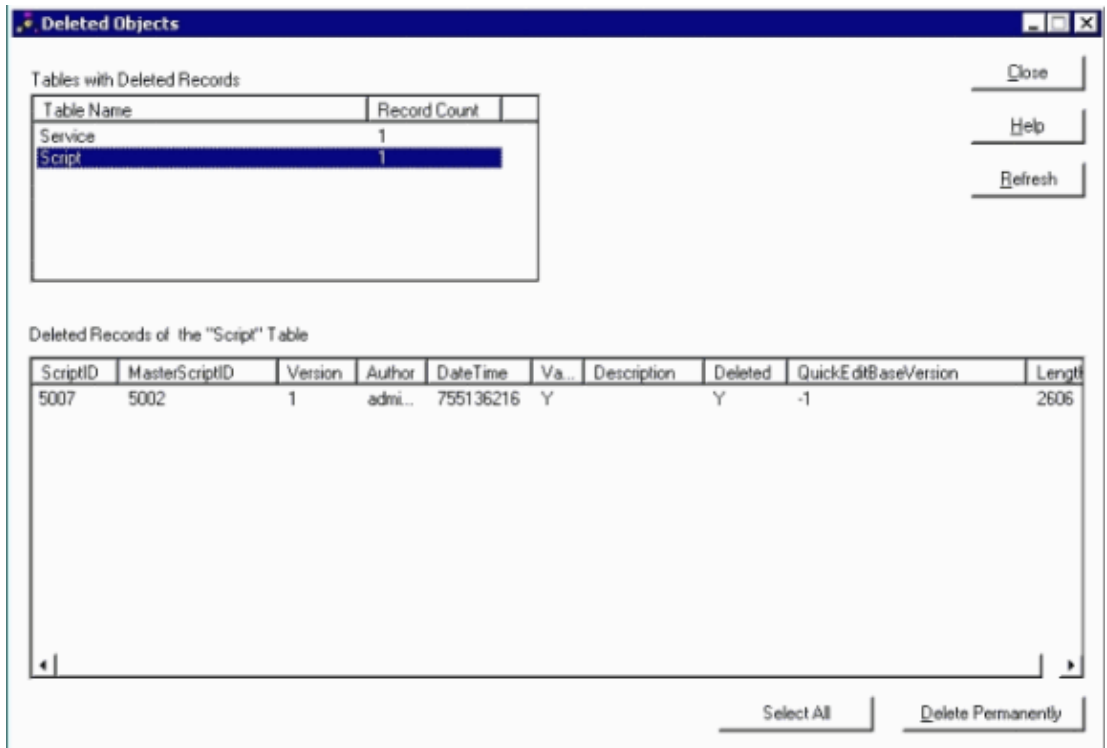 Deleted Objects
Close
Tables with Deleted Records
Table Name Record Count
Help
Service 1
Script 1
Refresh
Deleted Records of the "Script" Table
ScriptID MasterScriptID Version Author DateTime Va... Description Deleted QuickEditBaseVersion Length
5007 5002 1 admi... 755136216 Y Y -1 2606
Select All Delete Permanently